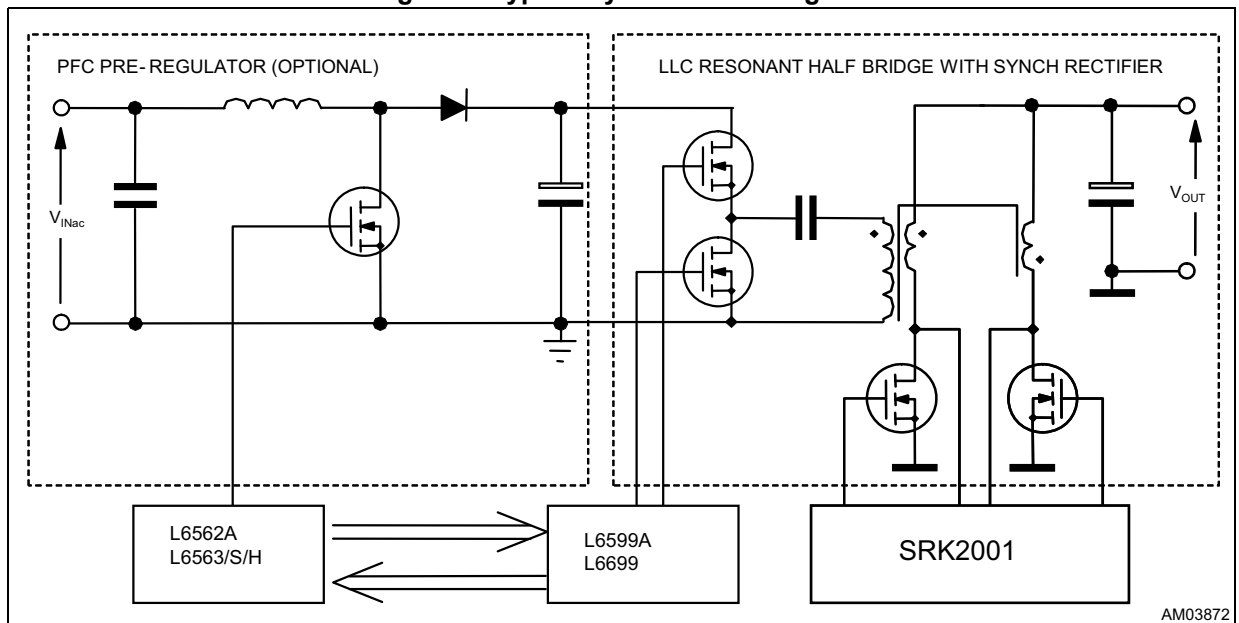 PFC PRE- REGULATOR (OPTIONAL)
LLC RESONANT HALF BRIDGE WITH SYNCH RECTIFIER
VINac
VOUT
L6562A
L6563/S/H
L6599A
L6699
SRK2001
AM03872